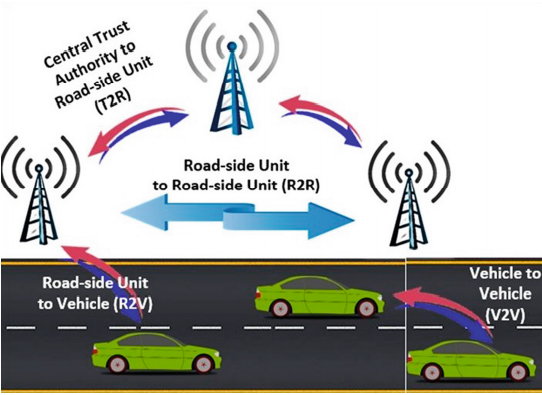 Central Trust
Authority to
Road-side Unit
(T2R)
Road-side Unit
to Road-side Unit (R2R)
Road-side Unit
to Vehicle (R2V)
Vehicle to
Vehicle
(V2V)